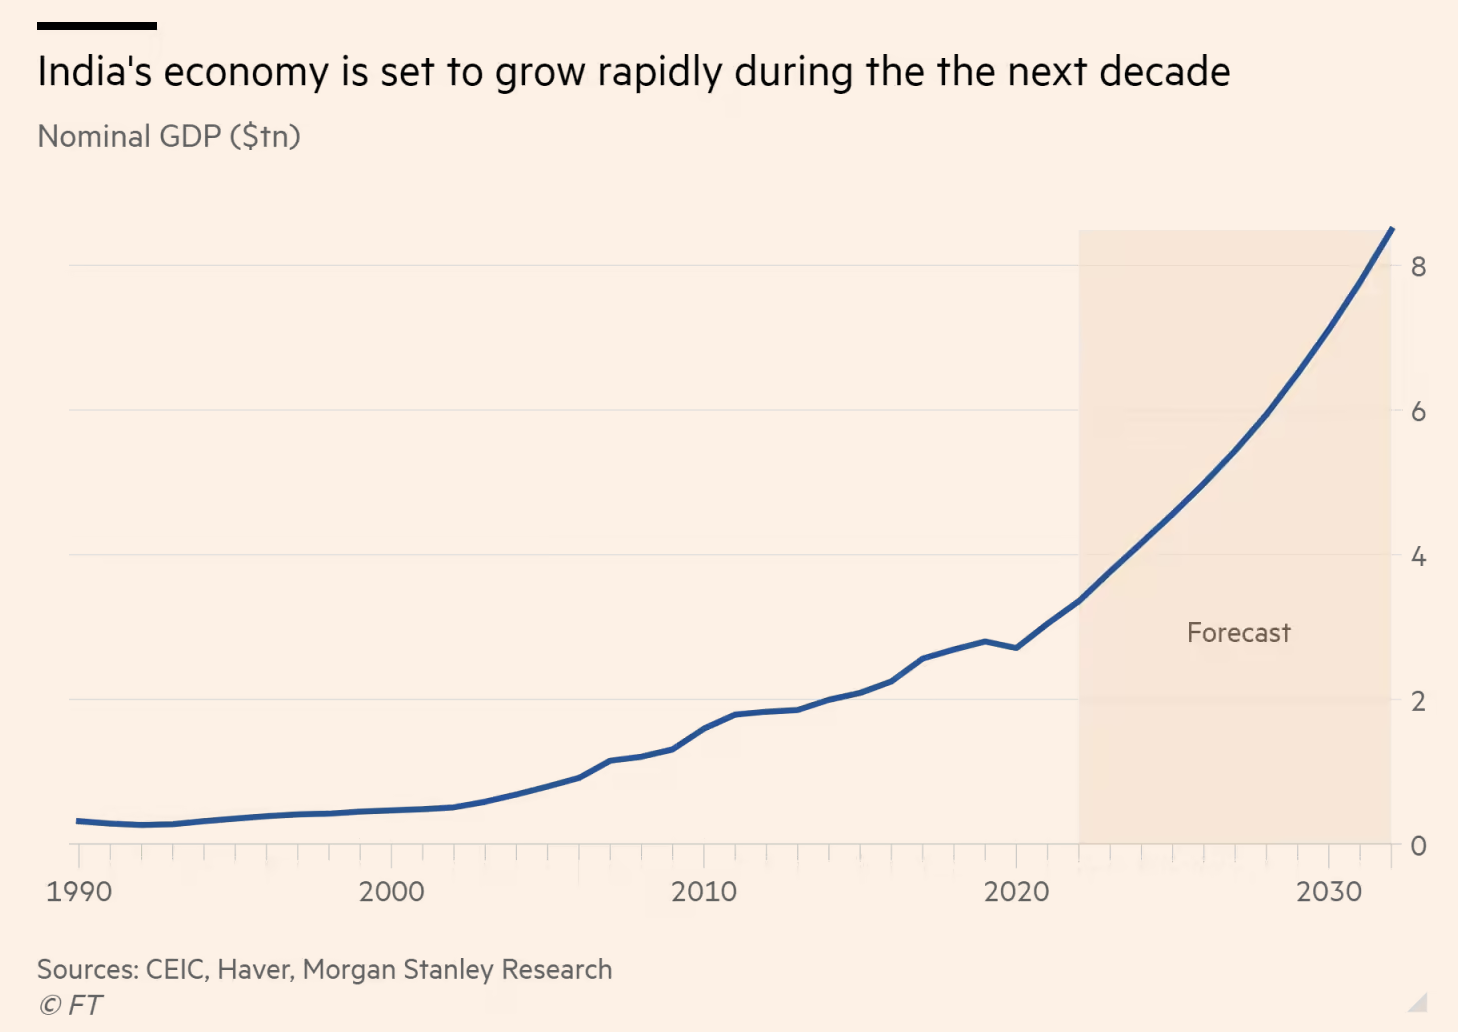 India's economy is set to grow rapidly during the the next decade
Nominal GDP ($tn)
8
6
4
Forecast
2
0
1990 2000 2010 2020 2030
Sources: CEIC, Haver, Morgan Stanley Research
© FT